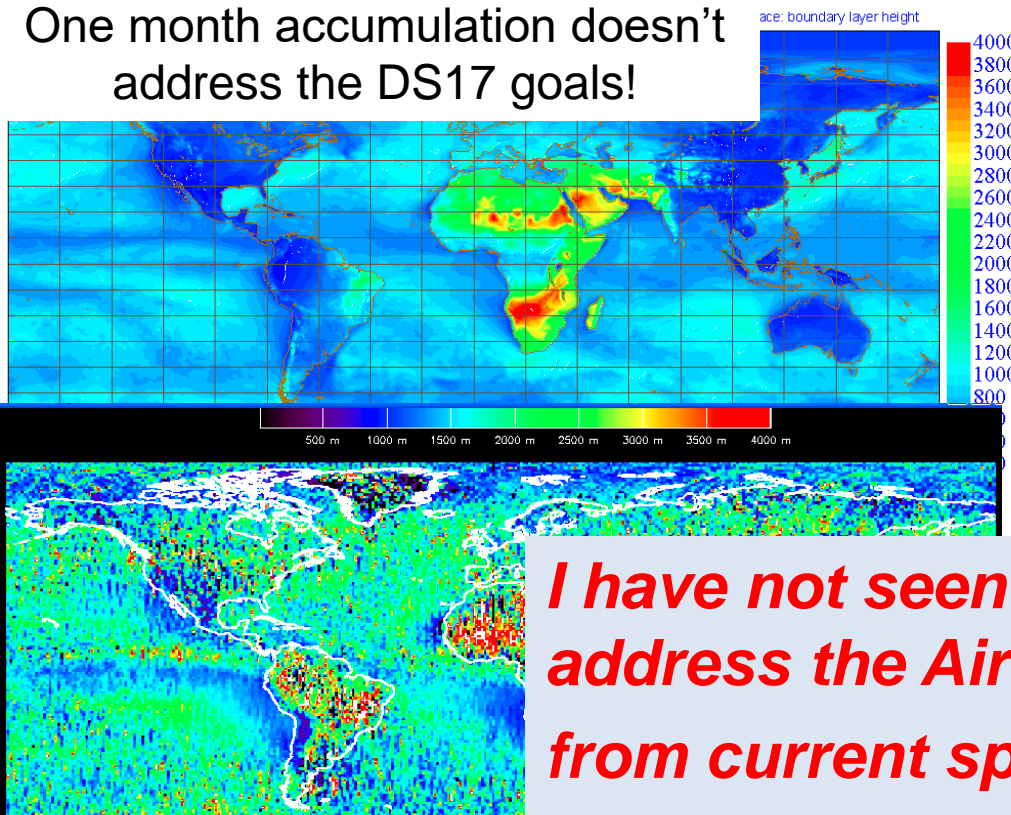 One month accumulation doesn't
address the DS17 goals!
ace: boundary layer height
4000
3800
3600
3400
3200
3000
2800
2600
2400
2200
2000
1800
1600
1400
1200
1000
800
500 m 1000 m 1500 m 2000 m 2500 m 3000 m 3500 m 4000 m
I have not seen
address the Air
from current sp